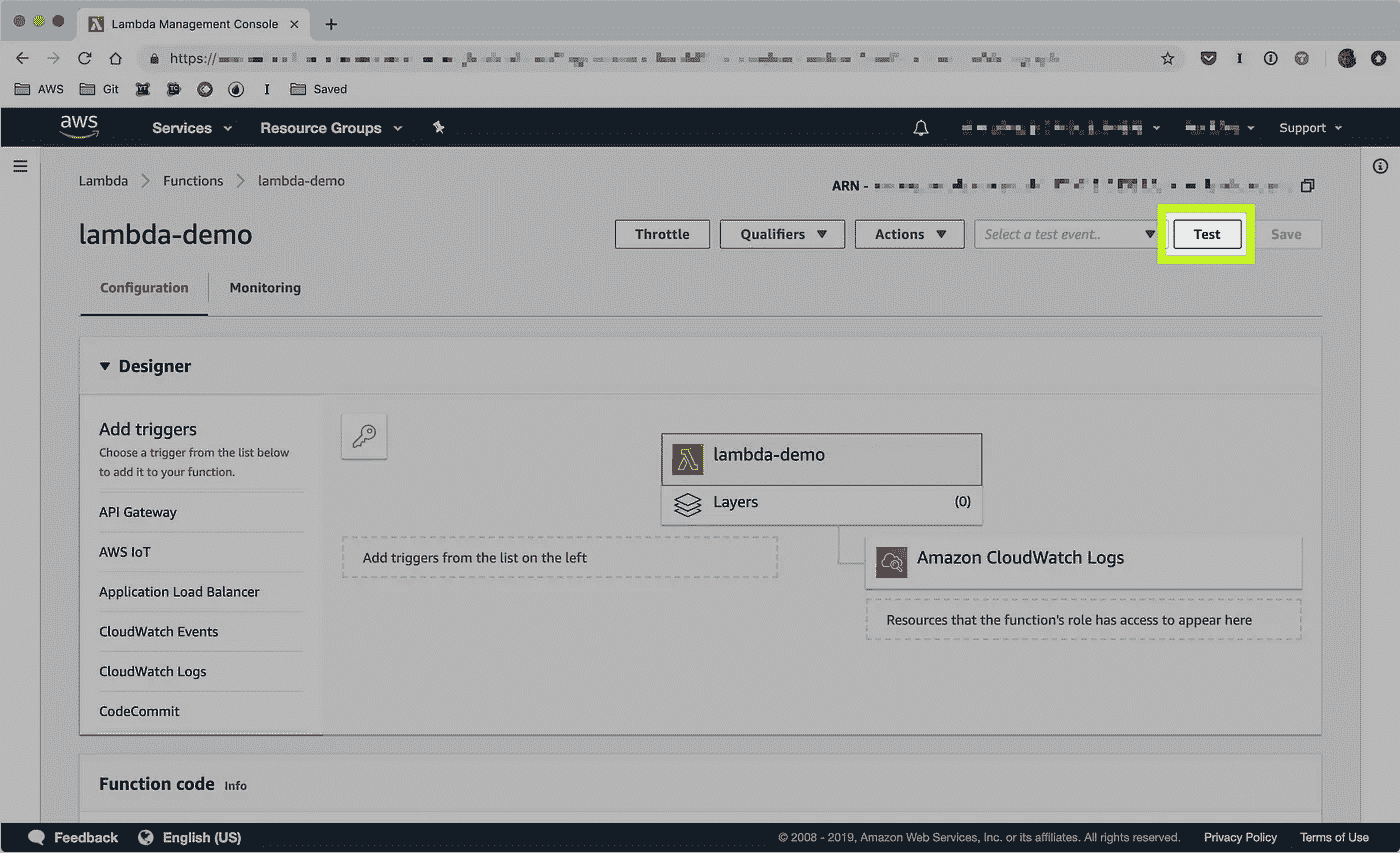 Lambda Management Console
https://
AWS Git Saved
aws Services Resource Groups Support
Lambda Functions lambda-demo
ARN -
lambda-demo
Throttle Qualifiers Actions Select a test event.. Test Save
Configuration Monitoring
Designer
Add triggers
Choose a trigger from the list below
to add it to your function.
API Gateway
AWS IoT
Application Load Balancer
CloudWatch Events
CloudWatch Logs
CodeCommit
lambda-demo
Layers (0)
Add triggers from the list on the left
Amazon CloudWatch Logs
Resources that the function's role has access to appear here
Function code Info
Feedback English (US) © 2008 - 2019, Amazon Web Services, Inc. or its affiliates. All rights reserved. Privacy Policy Terms of Use